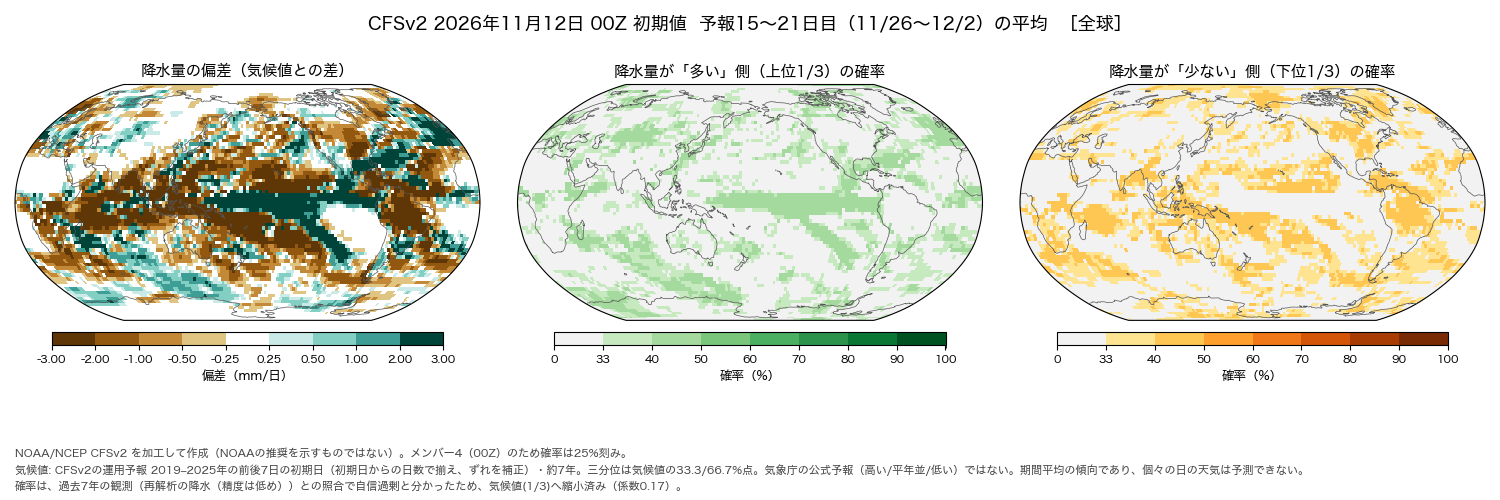 CFSv2 2026年11月12日 00Z 初期値 予報15～21日目（11/26～12/2）の平均 ［全球］
降水量の偏差（気候値との差）
降水量が「多い」側（上位1/3）の確率
降水量が「少ない」側（下位1/3）の確率
-3.00 -2.00 -1.00 -0.50 -0.25 0.25 0.50 1.00 2.00 3.00
偏差（mm/日）
0 33 40 50 60 70 80 90 100
確率（%）
0 33 40 50 60 70 80 90 100
確率（%）
NOAA/NCEP CFSv2 を加工して作成（NOAAの推奨を示すものではない）。メンバー4（00Z）のため確率は25%刻み。
気候値: CFSv2の運用予報 2019–2025年の前後7日の初期日（初期日からの日数で揃え、ずれを補正）・約7年。三分位は気候値の33.3/66.7%点。気象庁の公式予報（高い/平年並/低い）ではない。期間平均の傾向であり、個々の日の天気は予測できない。
確率は、過去7年の観測（再解析の降水（精度は低め））との照合で自信過剰と分かったため、気候値(1/3)へ縮小済み（係数0.17）。